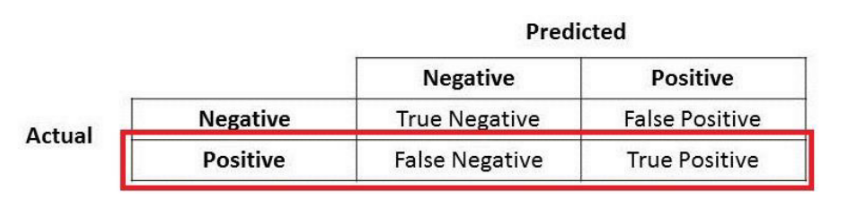 Predicted
Negative Positive
Actual
Negative True Negative False Positive
Positive False Negative True Positive